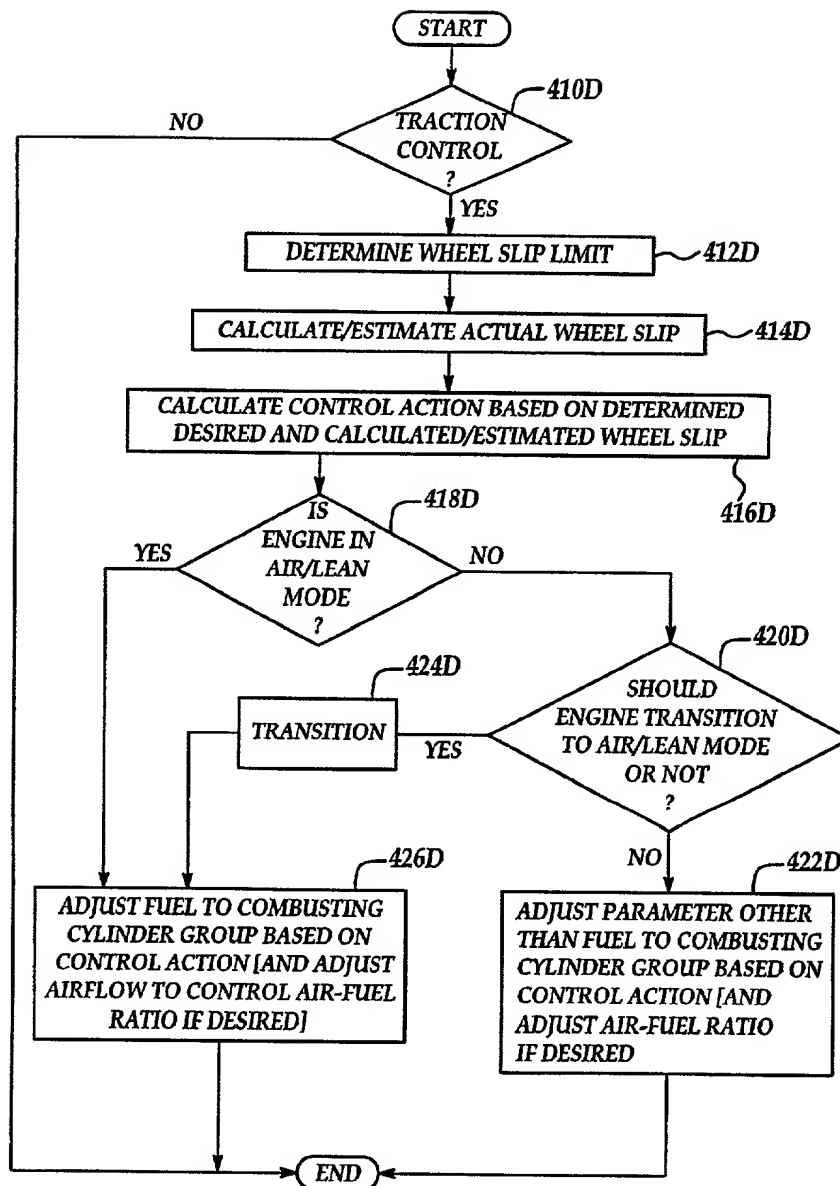 START
410D
NO
TRACTION
CONTROL
?
YES
DETERMINE WHEEL SLIP LIMIT
412D
CALCULATE/ESTIMATE ACTUAL WHEEL SLIP
414D
CALCULATE CONTROL ACTION BASED ON DETERMINED
DESIRED AND CALCULATED/ESTIMATED WHEEL SLIP
416D
418D
IS
ENGINE IN
AIR/LEAN
MODE
?
YES
NO
420D
SHOULD
ENGINE TRANSITION
TO AIR/LEAN MODE
OR NOT
?
424D
TRANSITION
YES
NO
426D
ADJUST FUEL TO COMBUSTING
CYLINDER GROUP BASED ON
CONTROL ACTION [AND ADJUST
AIRFLOW TO CONTROL AIR-FUEL
RATIO IF DESIRED]
422D
ADJUST PARAMETER OTHER
THAN FUEL TO COMBUSTING
CYLINDER GROUP BASED ON
CONTROL ACTION [AND
ADJUST AIR-FUEL RATIO
IF DESIRED
END